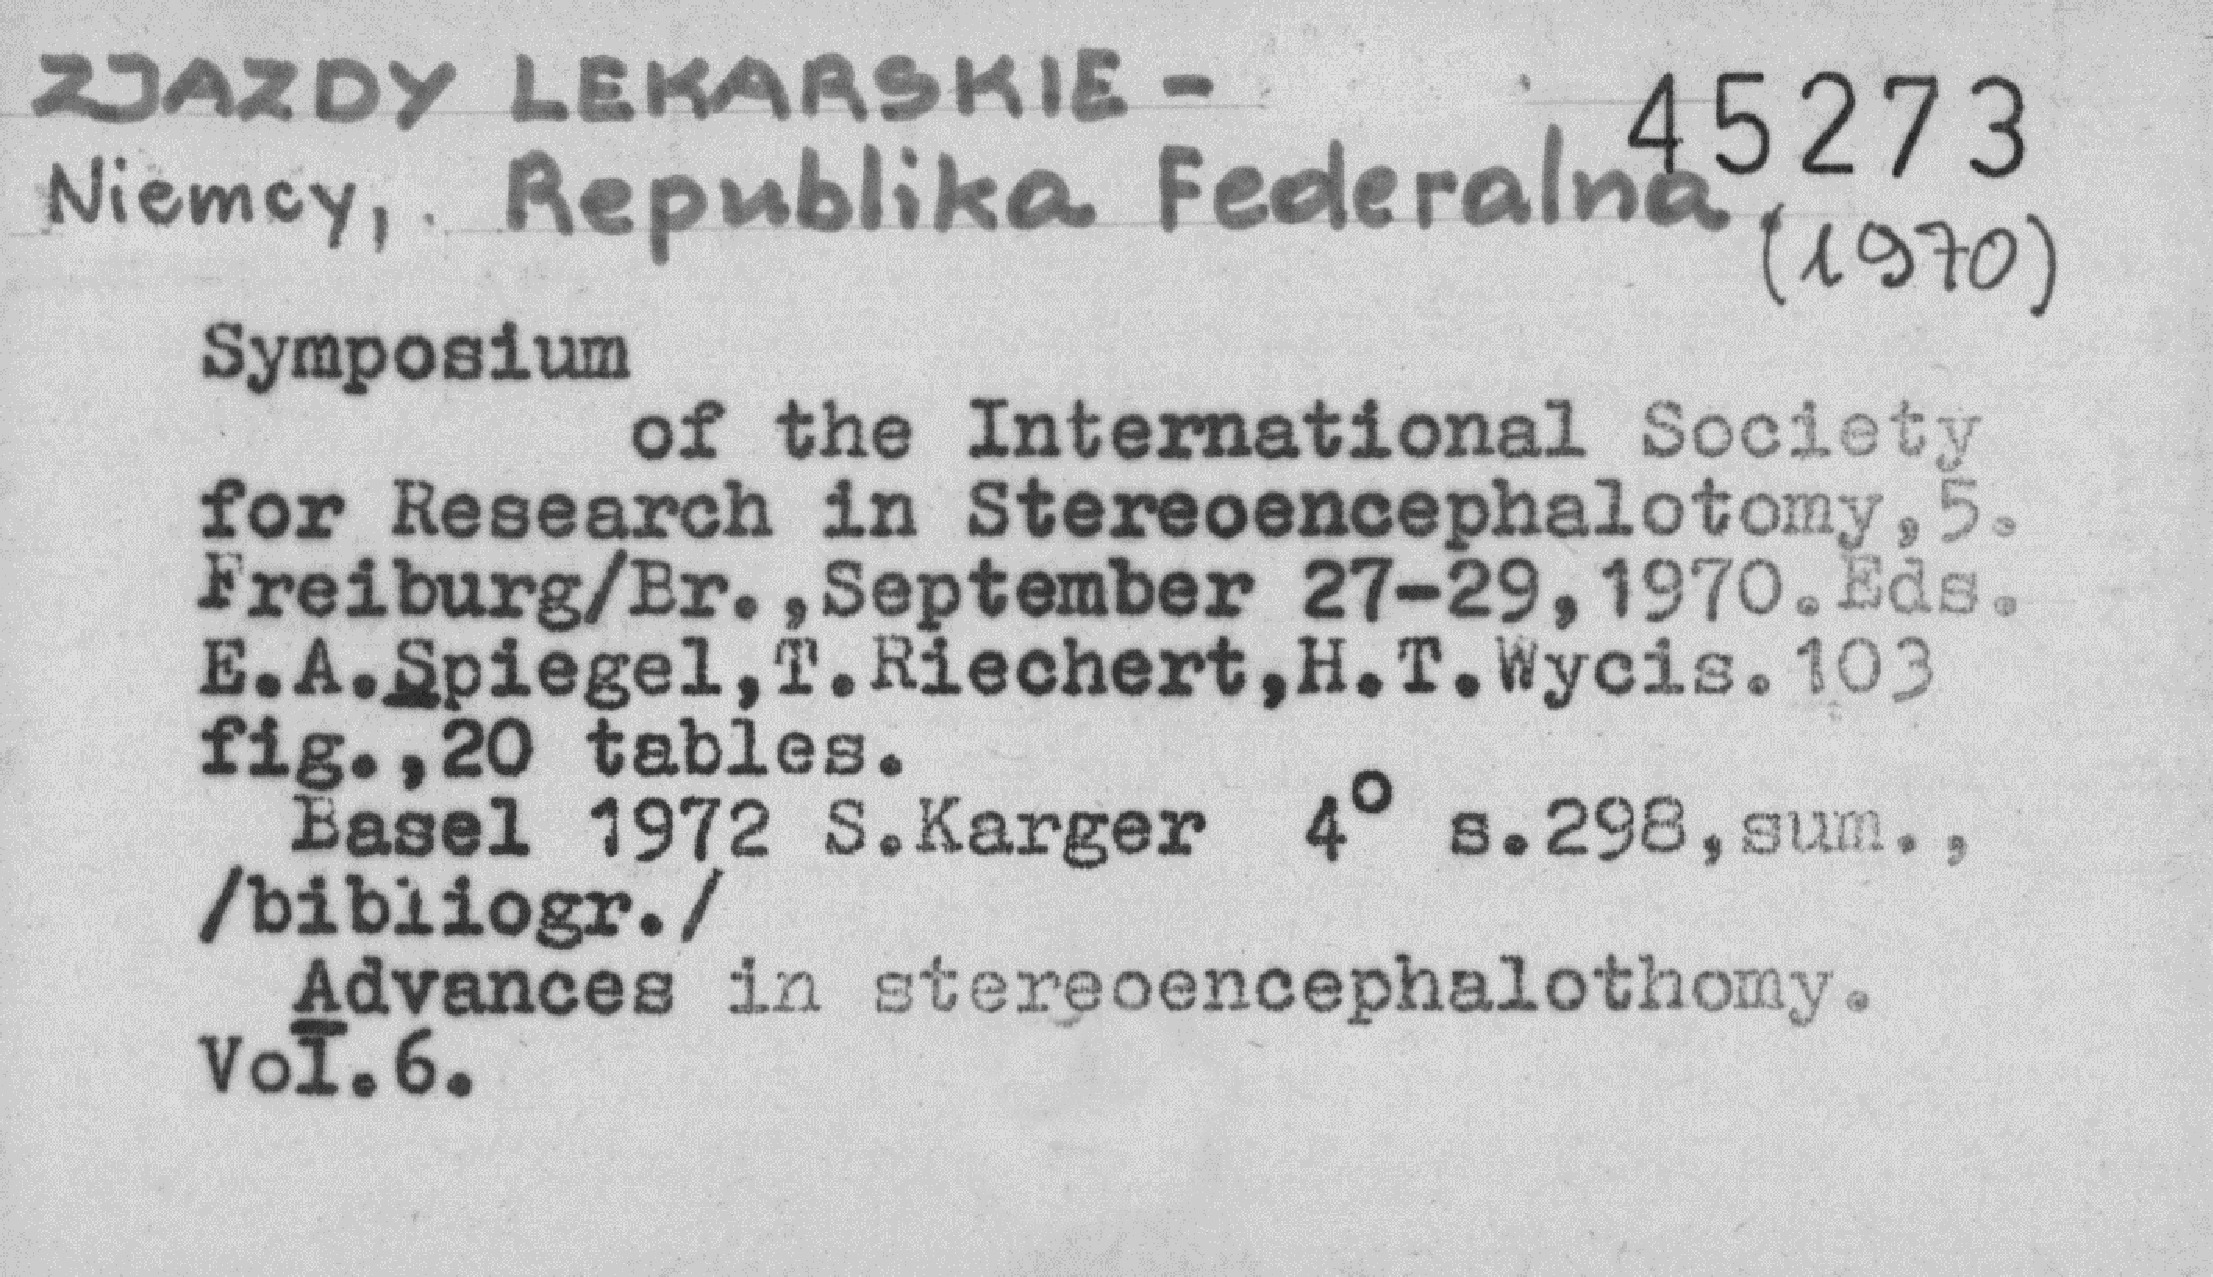 ZJAZDY LEKARSKIE - 45273
Niemcy, Republika Federalna
(1970)
Symposium
of the International Society
for Research in Stereoencephalotomy,5.
Freiburg/Br.,September 27-29,1970.Eds.
E.A.Spiegel,T.Riechert,H.T.Wycis.103
fig.,20 tables.
Basel 1972 S.Karger 4° s.298,sum.,
/bibliogr./
Advances in stereoencephalothomy.
Vol.6.